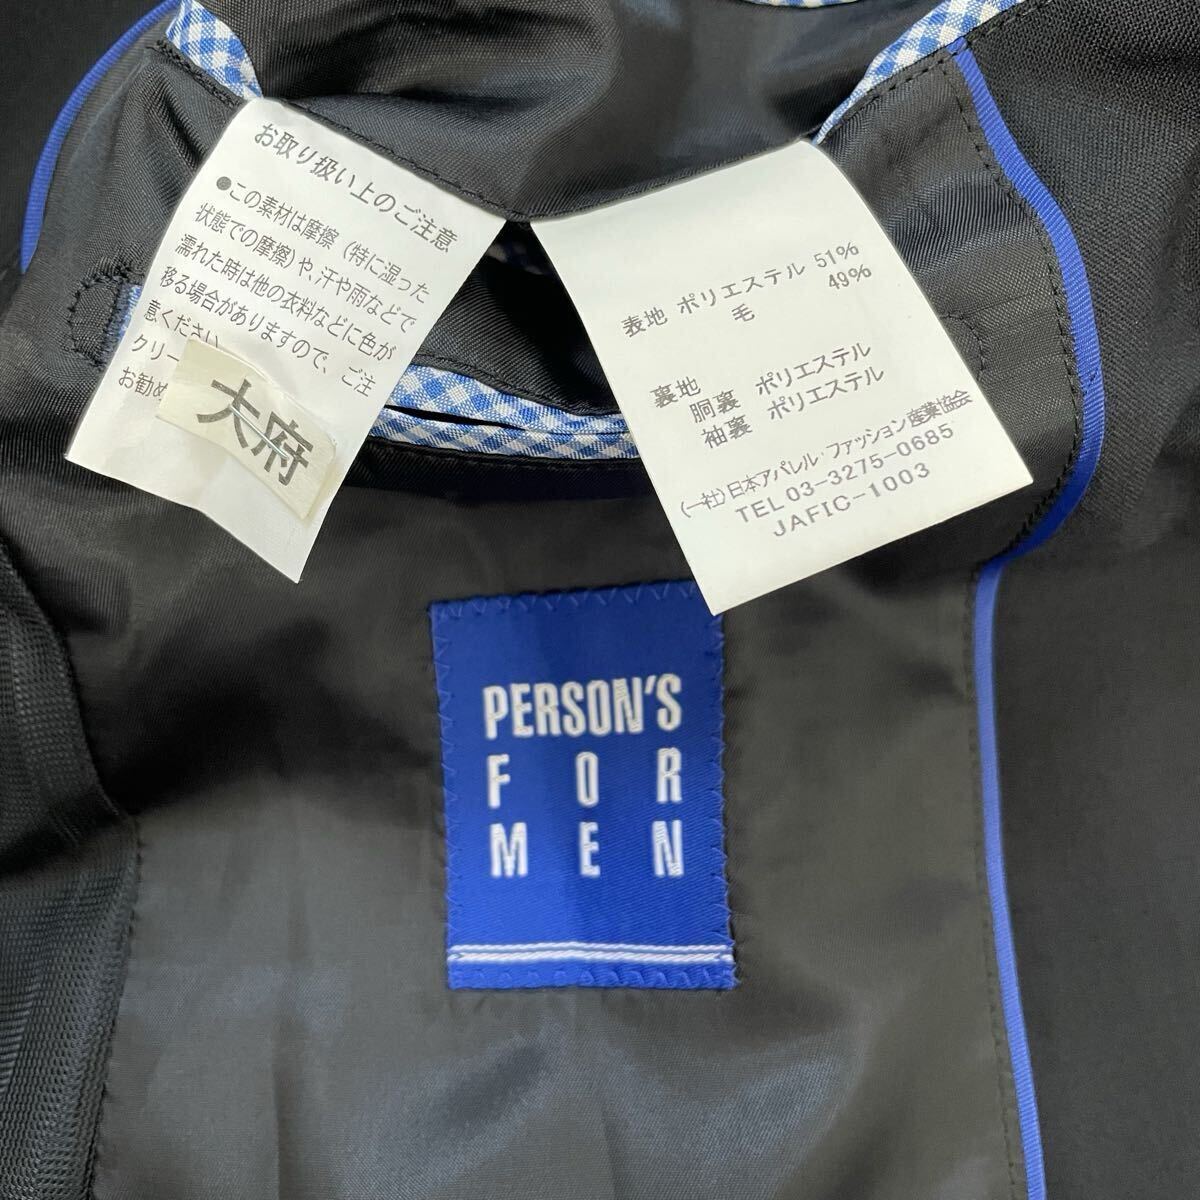 お取り扱い上のご注意
●この素材は摩擦(特に湿った
状態での摩擦)や、汗や雨などで
濡れた時は他の衣料などに色が
移る場合がありますので、ご注
意ください
クリー
お勧め
大府
表地 ポリエステル 51%
毛 49%
裏地
胴裏 ポリエステル
袖裏 ポリエステル
(一社)日本アパレル・ファッション産業協会
TEL 03-3275-0685
JAFIC-1003
PERSON'S
FOR
MEN